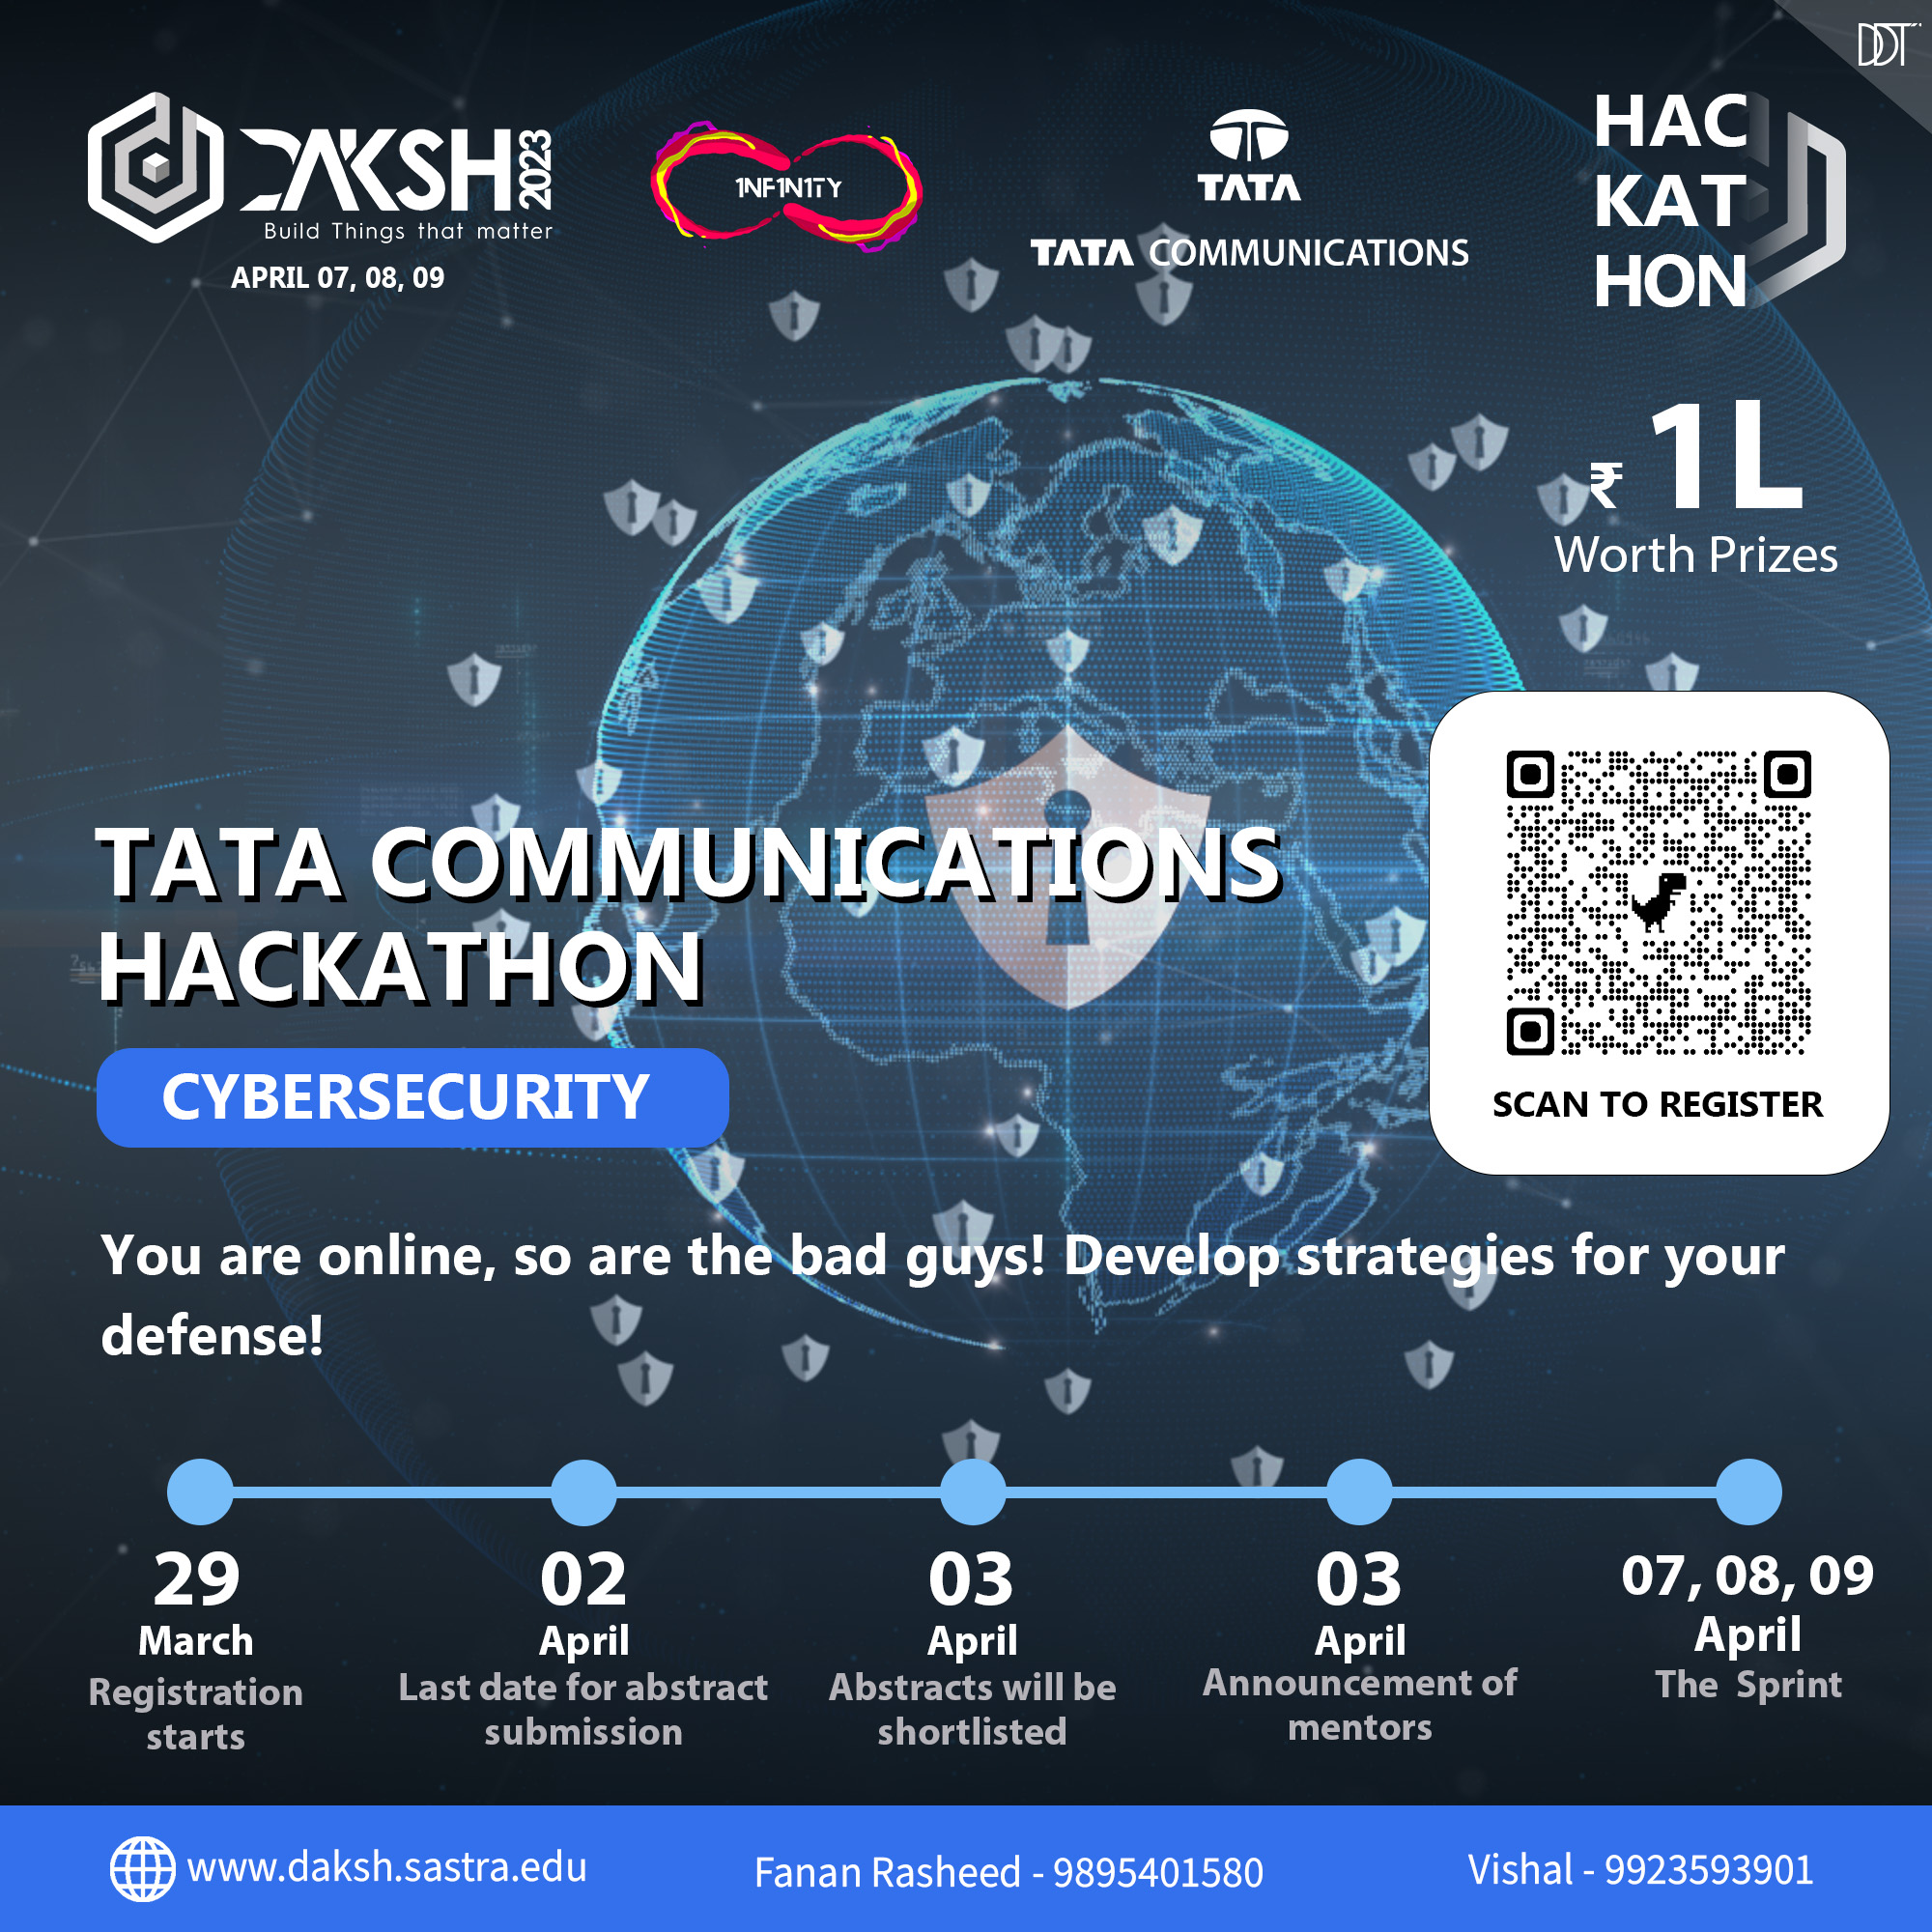 DDT
DAKSH 2023
Build Things that matter
APRIL 07, 08, 09
1NF1N1TY
TATA
TATA COMMUNICATIONS
HAC
KAT
HON
₹ 1L
Worth Prizes
TATA COMMUNICATIONS
HACKATHON
CYBERSECURITY
SCAN TO REGISTER
You are online, so are the bad guys! Develop strategies for your
defense!
29
March
Registration
starts
02
April
Last date for abstract
submission
03
April
Abstracts will be
shortlisted
03
April
Announcement of
mentors
07, 08, 09
April
The Sprint
www.daksh.sastra.edu
Fanan Rasheed - 9895401580
Vishal - 9923593901